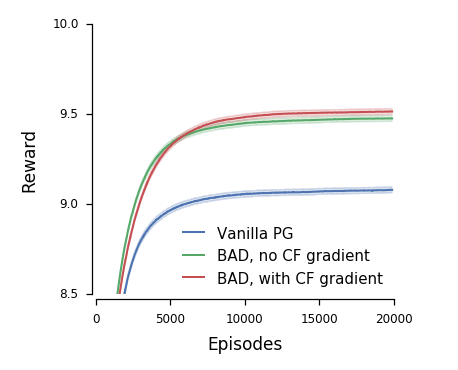 10.0
9.5
9.0
8.5
Reward
Vanilla PG
BAD, no CF gradient
BAD, with CF gradient
0 5000 10000 15000 20000
Episodes